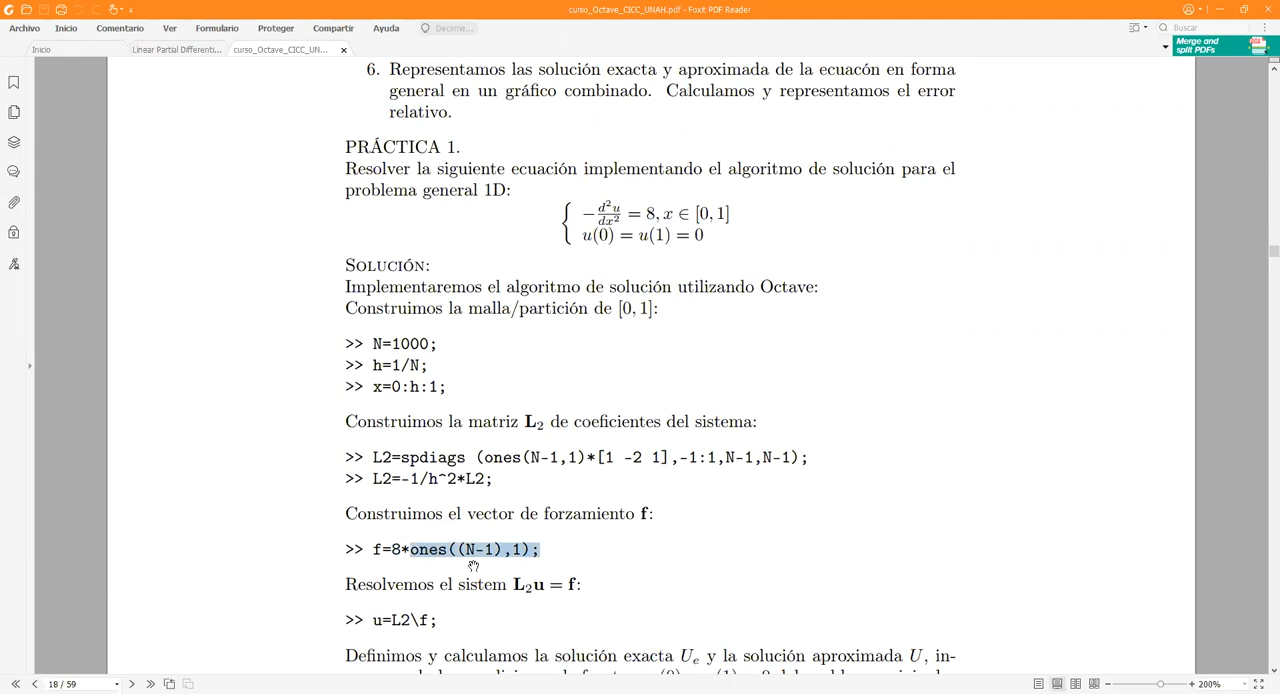 curso_Octave_CICC_UNAH.pdf - Foxit PDF Reader
Archivo Inicio Comentario Ver Formulario Proteger Compartir Ayuda Decirme... Buscar
Inicio Linear Partial Differenti... curso_Octave_CICC_UN... Merge and split PDFs
6. Representamos las solución exacta y aproximada de la ecuacón en forma
general en un gráfico combinado. Calculamos y representamos el error
relativo.
PRÁCTICA 1.
Resolver la siguiente ecuación implementando el algoritmo de solución para el
problema general 1D:
{ −d²u/dx² = 8, x ∈ [0, 1]
u(0) = u(1) = 0
SOLUCIÓN:
Implementaremos el algoritmo de solución utilizando Octave:
Construimos la malla/partición de [0, 1]:
>> N=1000;
>> h=1/N;
>> x=0:h:1;
Construimos la matriz L₂ de coeficientes del sistema:
>> L2=spdiags (ones(N-1,1)*[1 -2 1],-1:1,N-1,N-1);
>> L2=-1/h^2*L2;
Construimos el vector de forzamiento f:
>> f=8*ones((N-1),1);
Resolvemos el sistem L₂u = f:
>> u=L2\f;
Definimos y calculamos la solución exacta Uₑ y la solución aproximada U, in-
18 / 59
200%